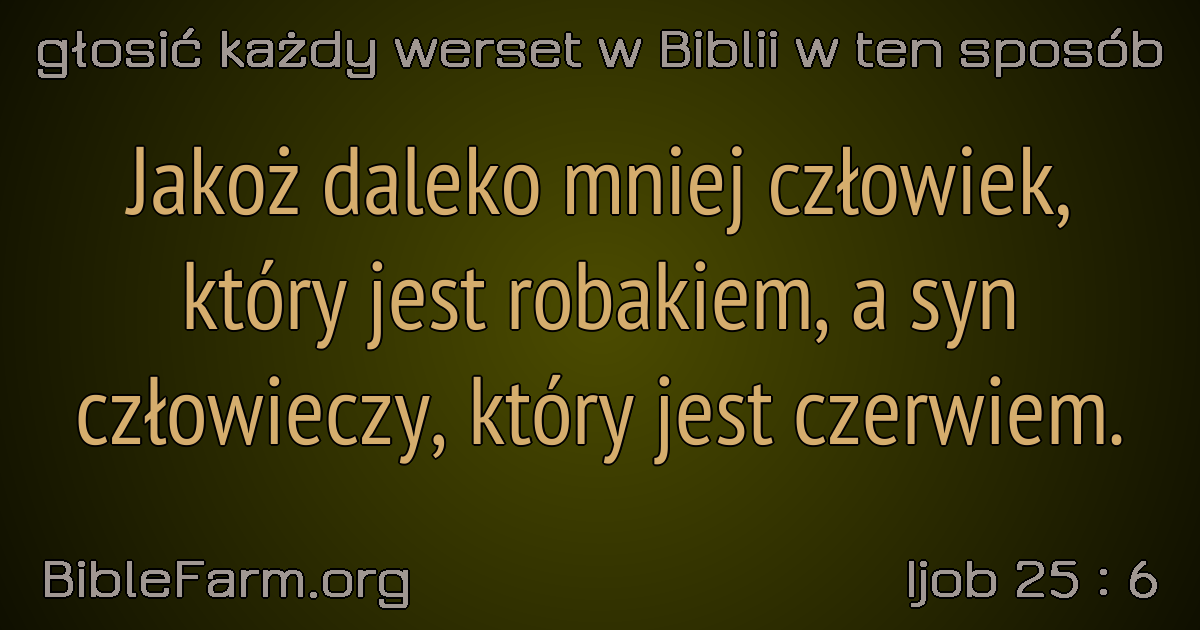 głosić każdy werset w Biblii w ten sposób
Jakoż daleko mniej człowiek,
który jest robakiem, a syn
człowieczy, który jest czerwiem.
BibleFarm.org
Ijob 25 : 6